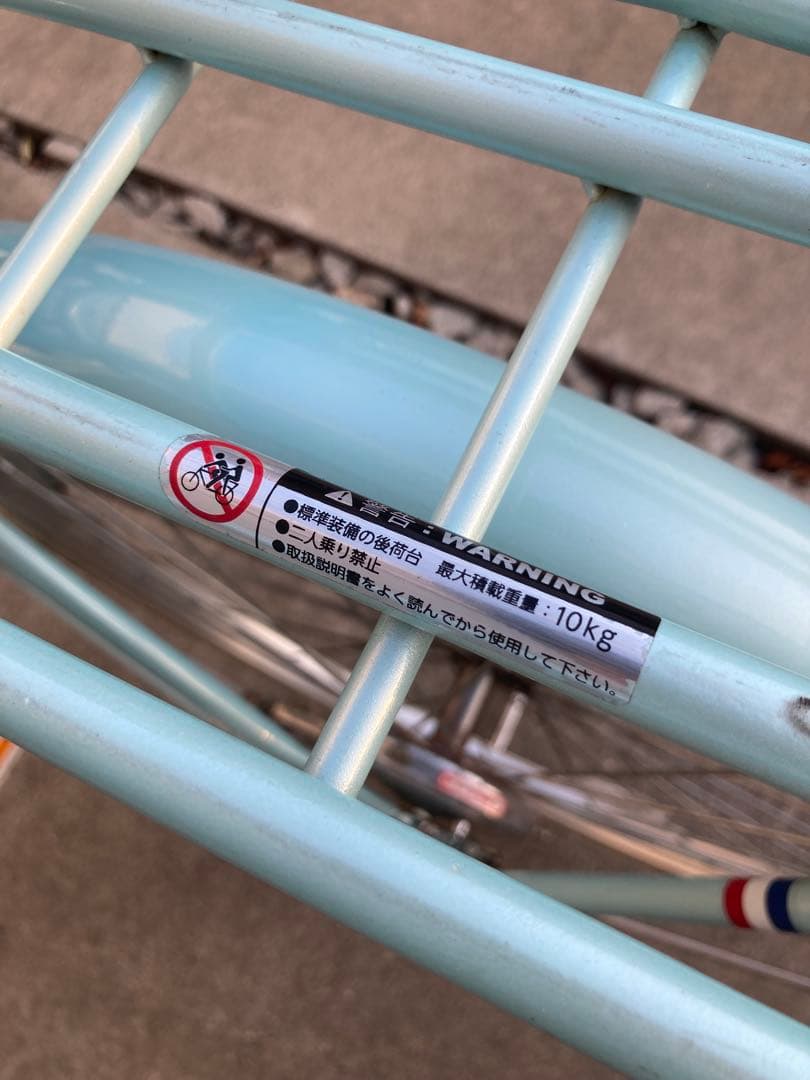 ⚠警告：WARNING
●標準装備の後荷台 最大積載重量：10kg
●二人乗り禁止
●取扱説明書をよく読んでから使用して下さい。